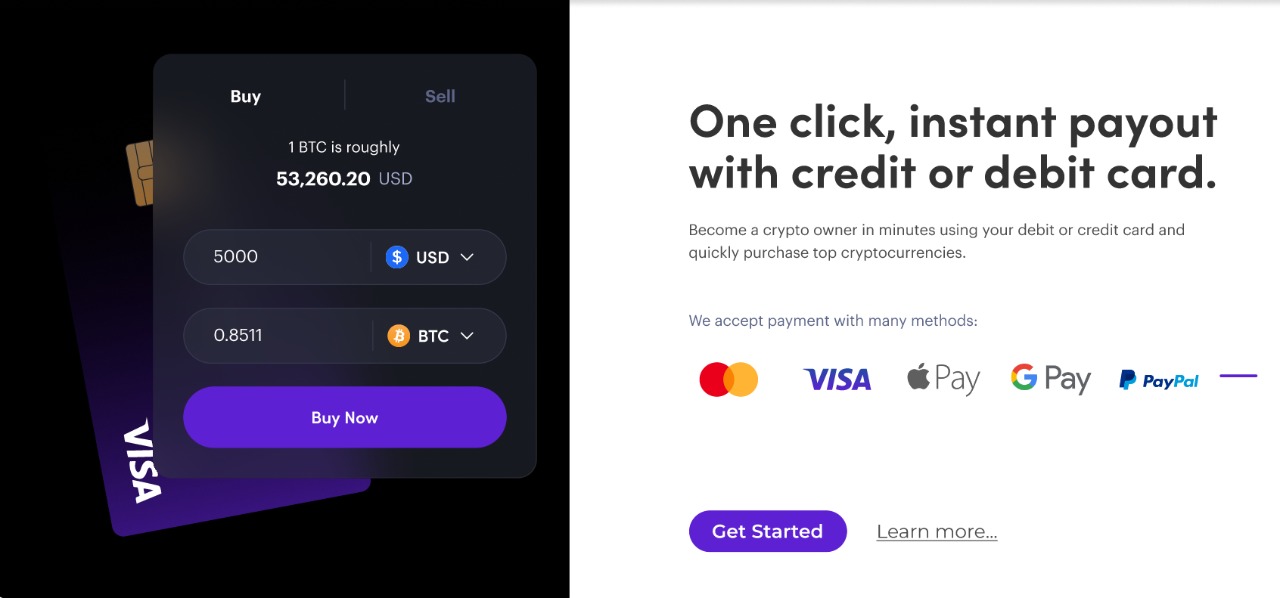 Buy
Sell
1 BTC is roughly
53,260.20 USD
5000
$ USD
0.8511
BTC
Buy Now
VISA
One click, instant payout
with credit or debit card.
Become a crypto owner in minutes using your debit or credit card and
quickly purchase top cryptocurrencies.
We accept payment with many methods:
VISA
Pay
G Pay
PayPal
Get Started
Learn more...